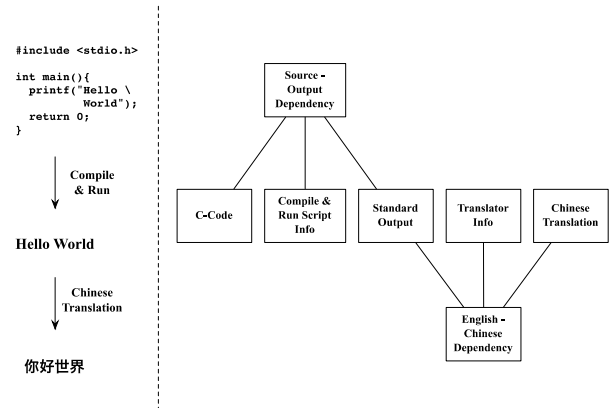 #include <stdio.h>
int main(){
printf("Hello \
World");
return 0;
}
Compile
& Run
Hello World
Chinese
Translation
你好世界
Source -
Output
Dependency
C-Code
Compile &
Run Script
Info
Standard
Output
Translator
Info
Chinese
Translation
English -
Chinese
Dependency